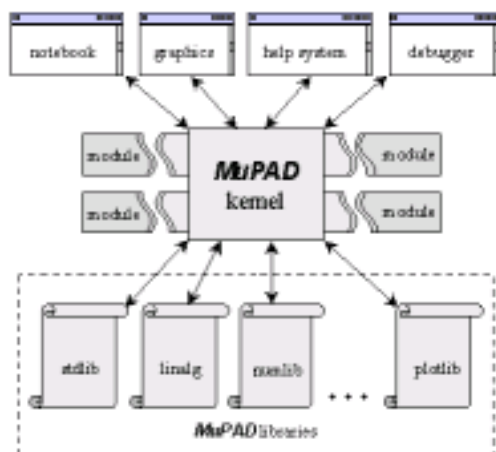 notebook graphics help system debugger
module module
MuPAD
kernel
module module
stdlib linalg numlib ... plotlib
MuPAD libraries